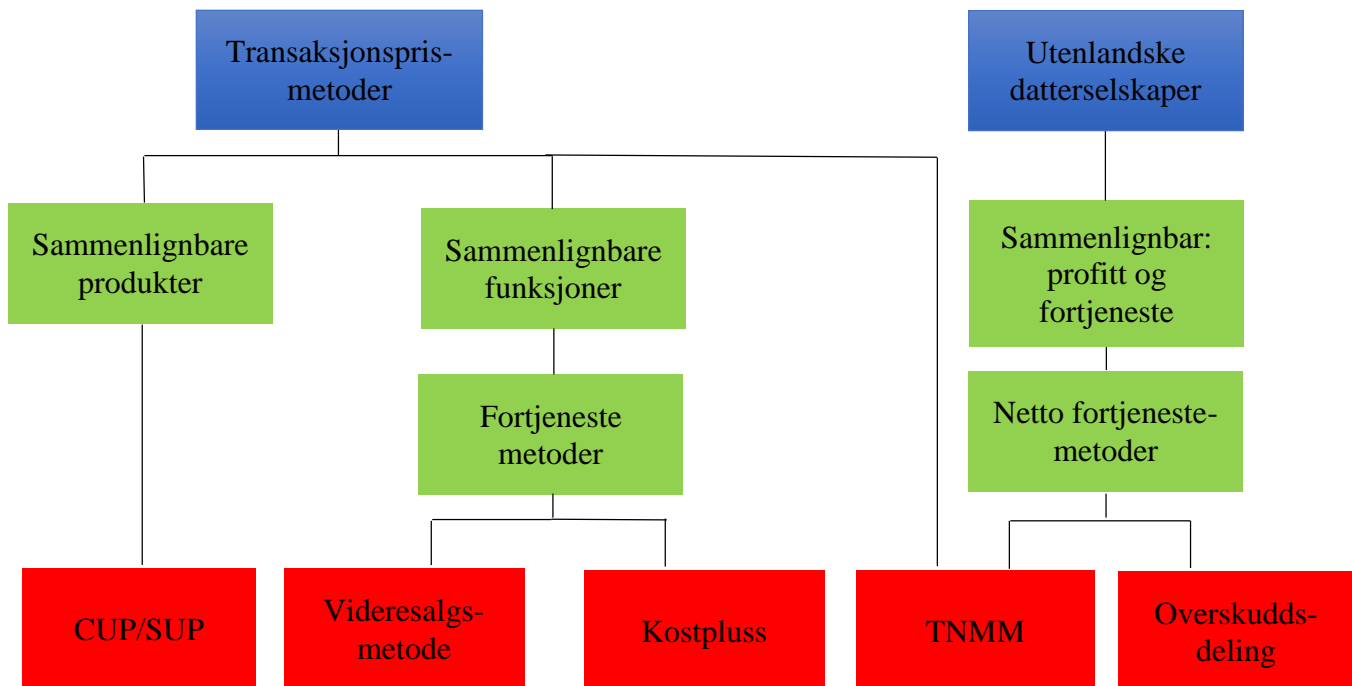 Transaksjonspris-
metoder
Utenlandske
datterselskaper
Sammenlignbare
produkter
Sammenlignbare
funksjoner
Sammenlignbar:
profitt og
fortjeneste
Fortjeneste
metoder
Netto fortjeneste-
metoder
CUP/SUP
Videresalgs-
metode
Kostpluss
TNMM
Overskudds-
deling